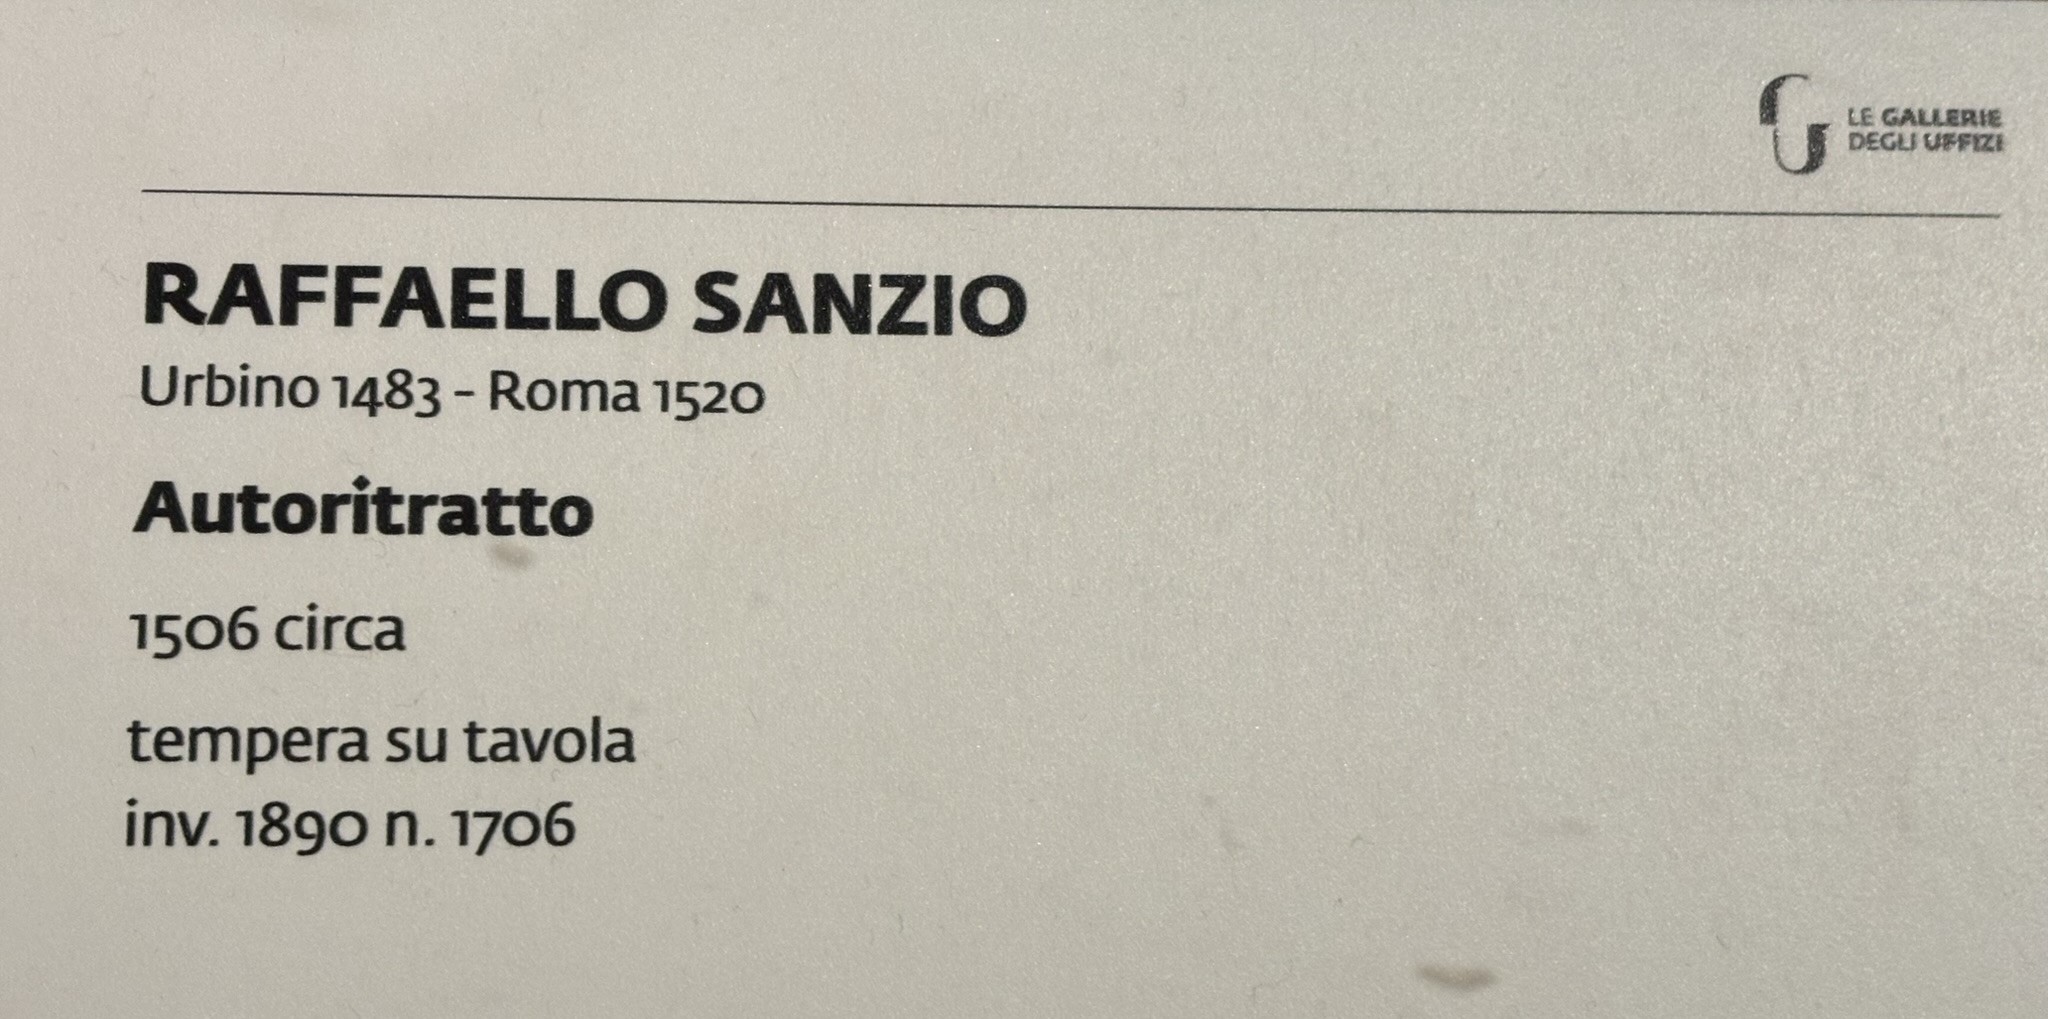 LE GALLERIE
DEGLI UFFIZI
RAFFAELLO SANZIO
Urbino 1483 - Roma 1520
Autoritratto
1506 circa
tempera su tavola
inv. 1890 n. 1706